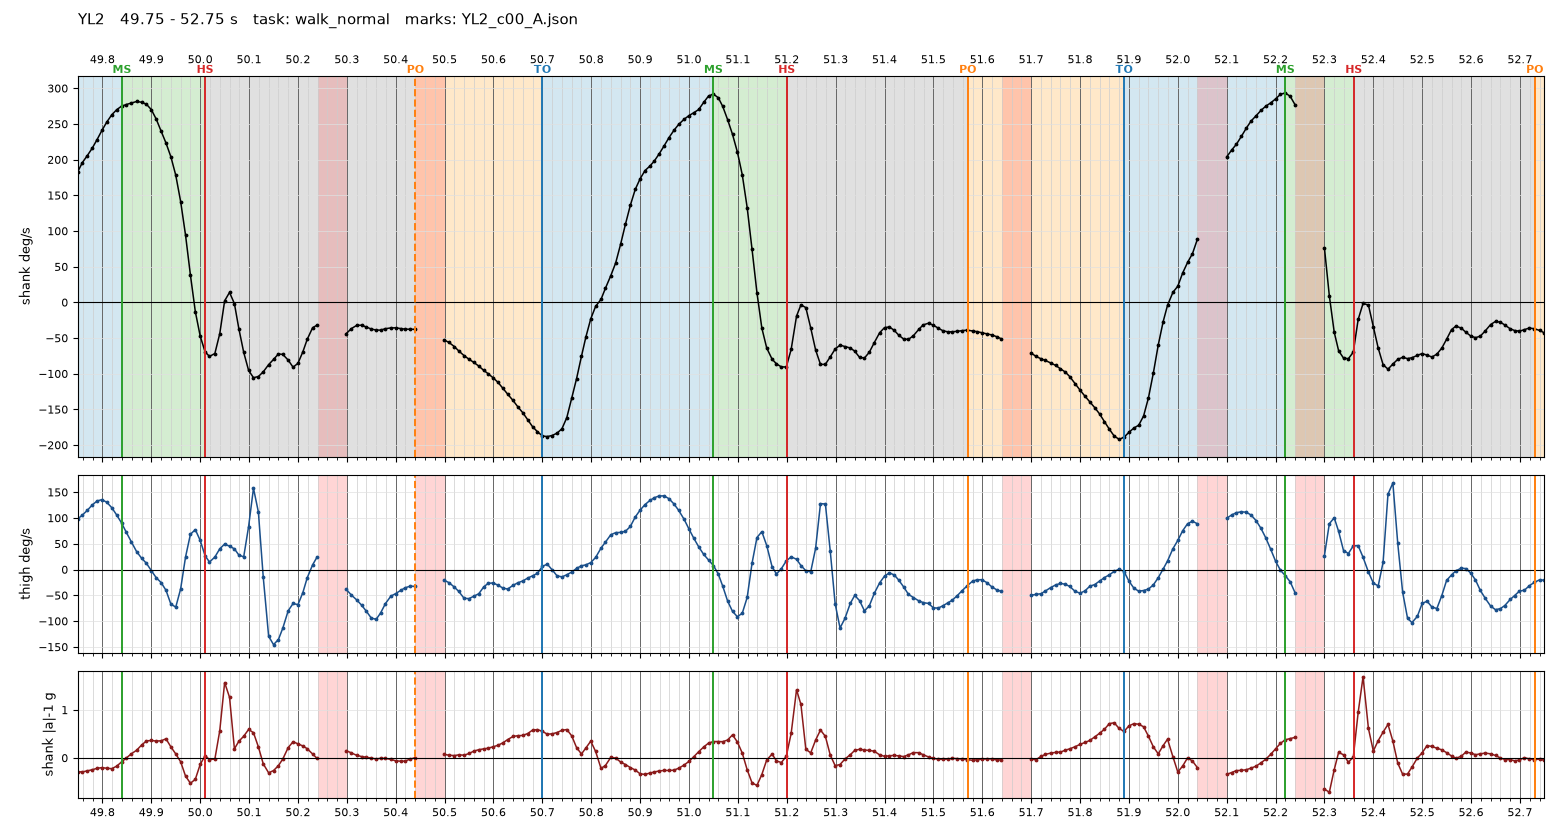 YL2   49.75 - 52.75 s   task: walk_normal   marks: YL2_c00_A.json
49.8 49.9 50.0 50.1 50.2 50.3 50.4 50.5 50.6 50.7 50.8 50.9 51.0 51.1 51.2 51.3 51.4 51.5 51.6 51.7 51.8 51.9 52.0 52.1 52.2 52.3 52.4 52.5 52.6 52.7
MS HS PO TO MS HS PO TO MS HS PO
300
250
200
150
100
50
0
−50
−100
−150
−200
shank deg/s
150
100
50
0
−50
−100
−150
thigh deg/s
1
0
shank |a|-1 g
49.8 49.9 50.0 50.1 50.2 50.3 50.4 50.5 50.6 50.7 50.8 50.9 51.0 51.1 51.2 51.3 51.4 51.5 51.6 51.7 51.8 51.9 52.0 52.1 52.2 52.3 52.4 52.5 52.6 52.7